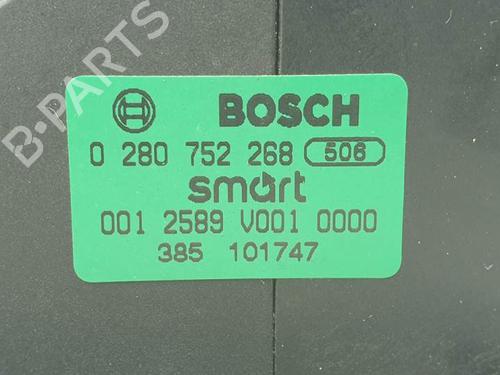 B-PARTS
BOSCH
0 280 752 268 506
smart
001 2589 V001 0000
385 101747